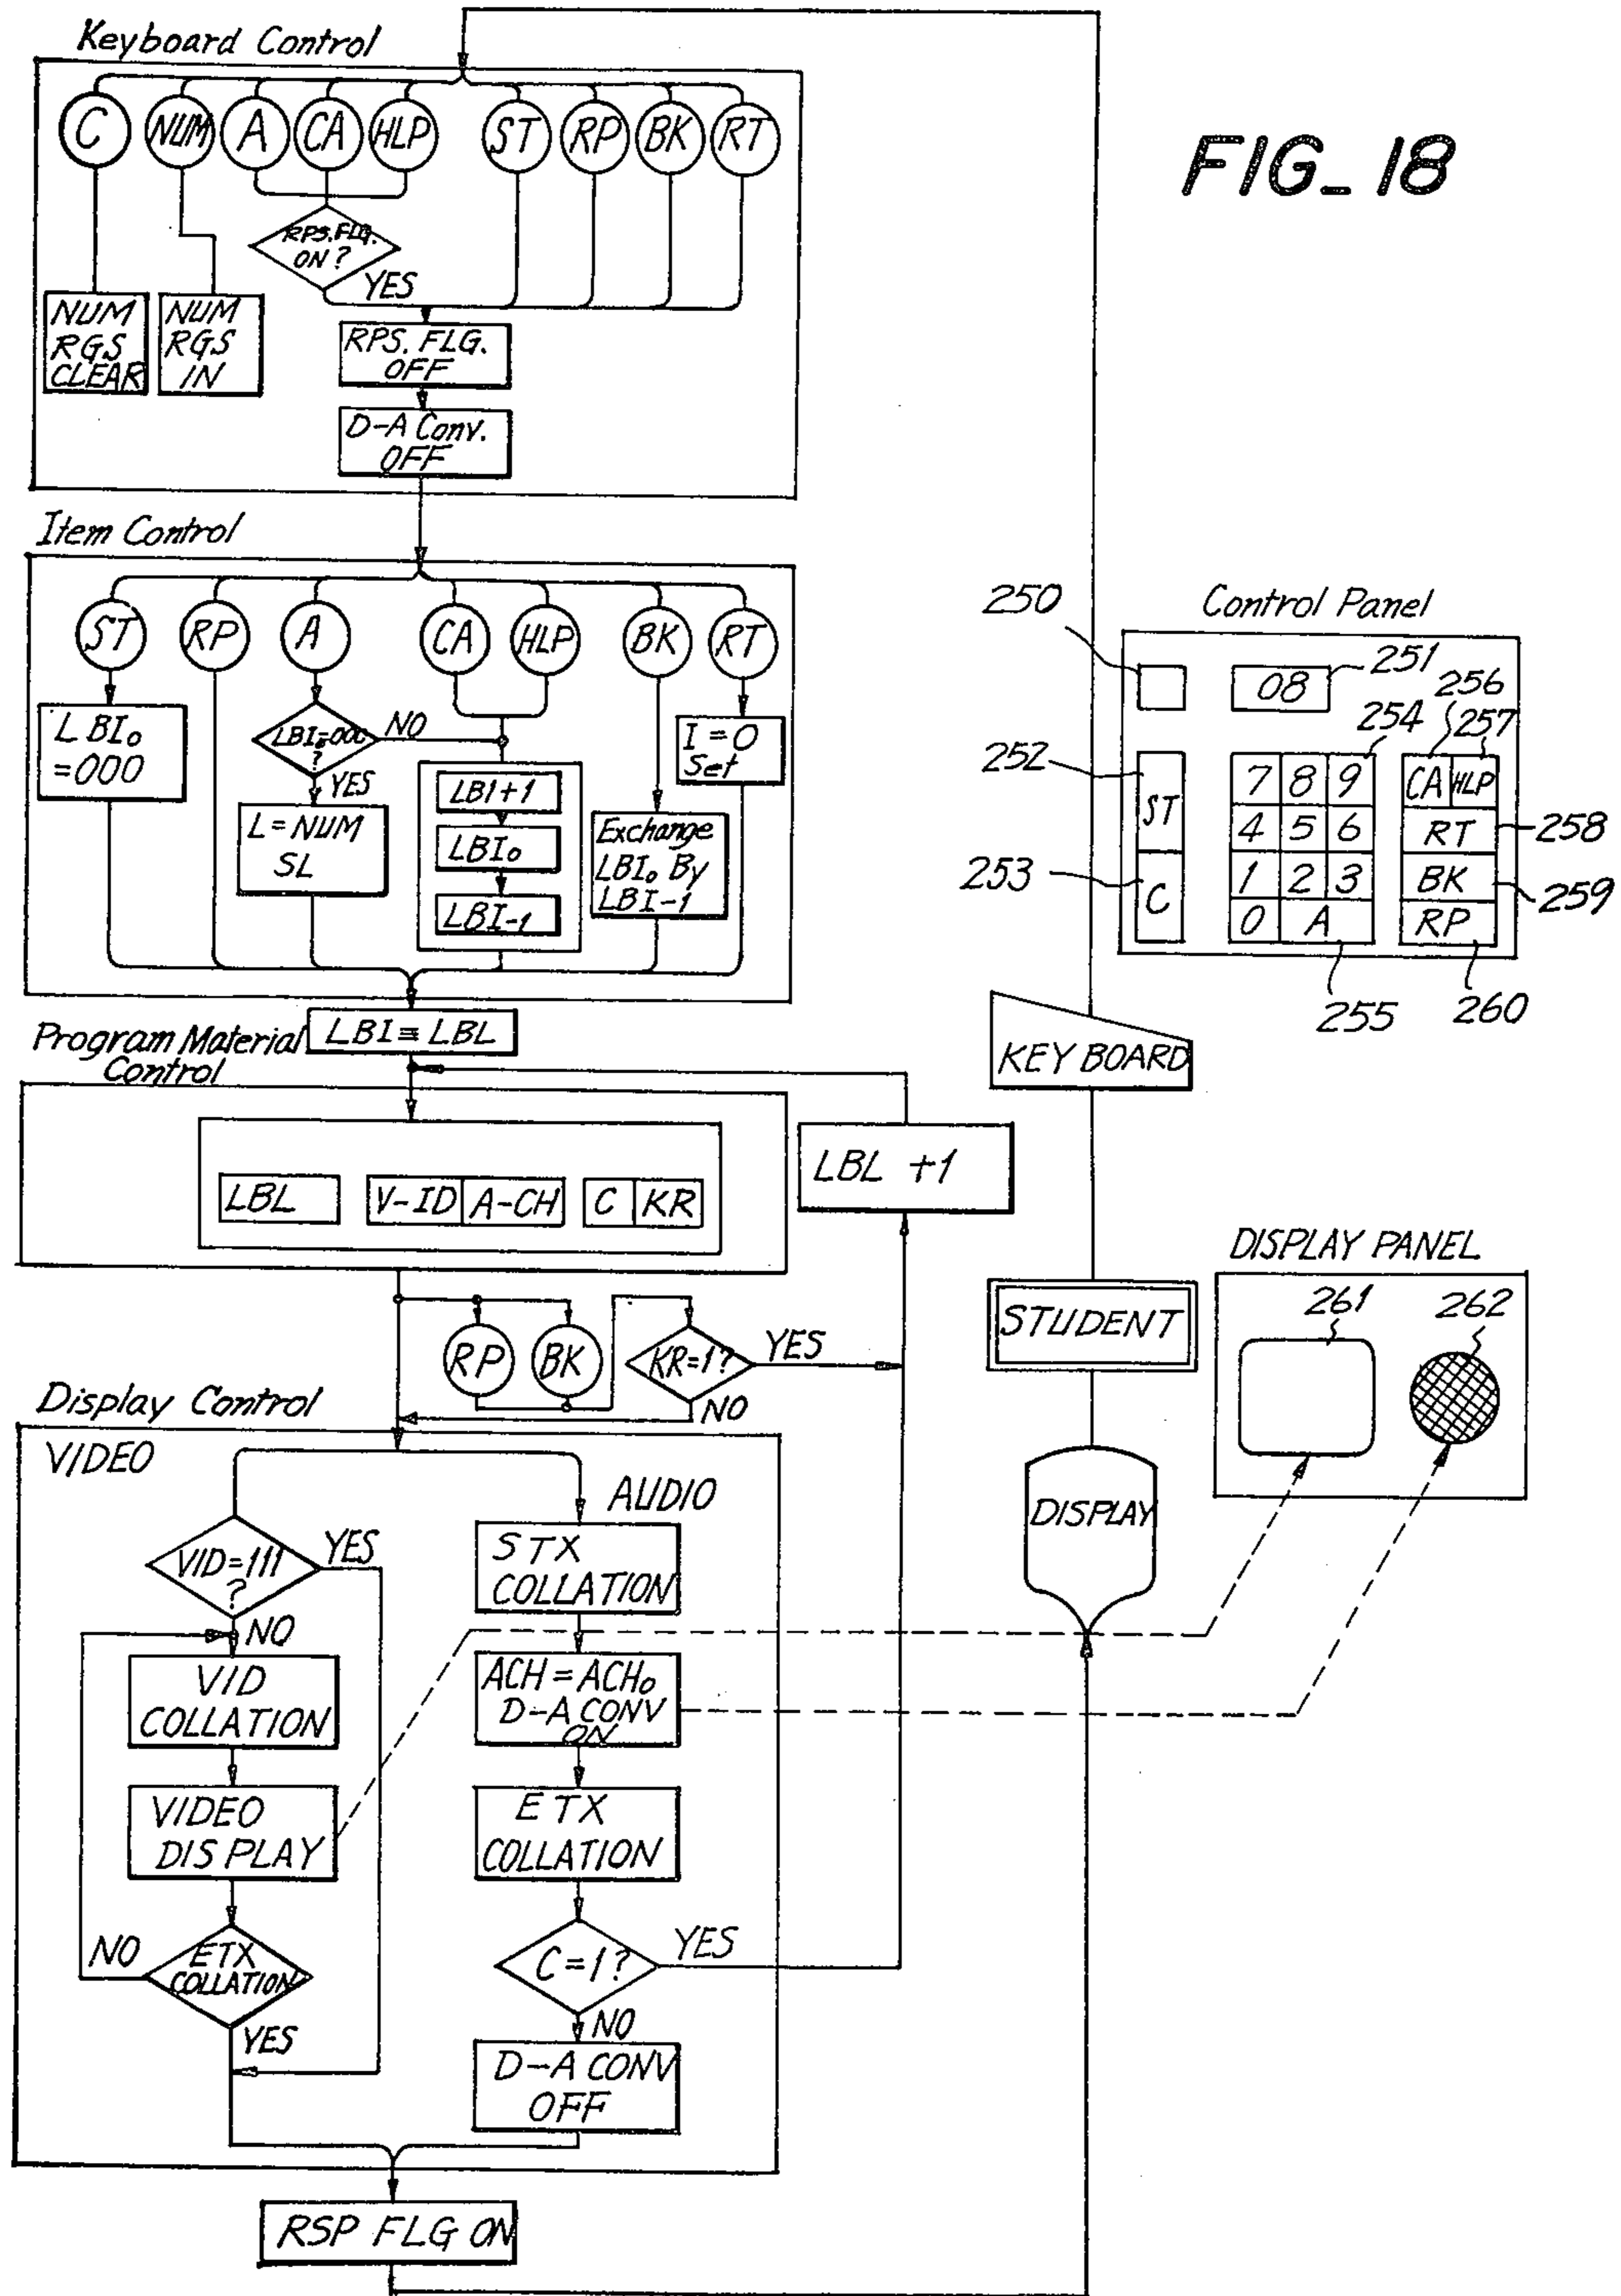 FIG_18
Keyboard Control
C
NUM
A
CA
HLP
ST
RP
BK
RT
RPS.FLG.
ON?
YES
NUM
RGS
CLEAR
NUM
RGS
IN
RPS. FLG.
OFF
D-A Conv.
OFF
Item Control
ST
RP
A
CA
HLP
BK
RT
LBI₀
=000
LBI₀=000
?
NO
YES
L=NUM
SL
LBI+1
LBI₀
LBI-1
Exchange
LBI₀ By
LBI-1
I=0
Set
LBI≡LBL
Program Material
Control
LBL
V-ID
A-CH
C
KR
LBL +1
RP
BK
KR=1?
YES
NO
Display Control
VIDEO
AUDIO
VID=111
?
YES
NO
VID
COLLATION
VIDEO
DISPLAY
ETX
COLLATION
NO
YES
STX
COLLATION
ACH=ACH₀
D-A CONV
ON
ETX
COLLATION
C=1?
YES
NO
D-A CONV
OFF
RSP FLG ON
Control Panel
250
251
08
256
254
257
252
ST
253
C
7 8 9
4 5 6
1 2 3
0 A
CA HLP
RT
BK
RP
258
259
255
260
KEY BOARD
STUDENT
DISPLAY
DISPLAY PANEL
261
262